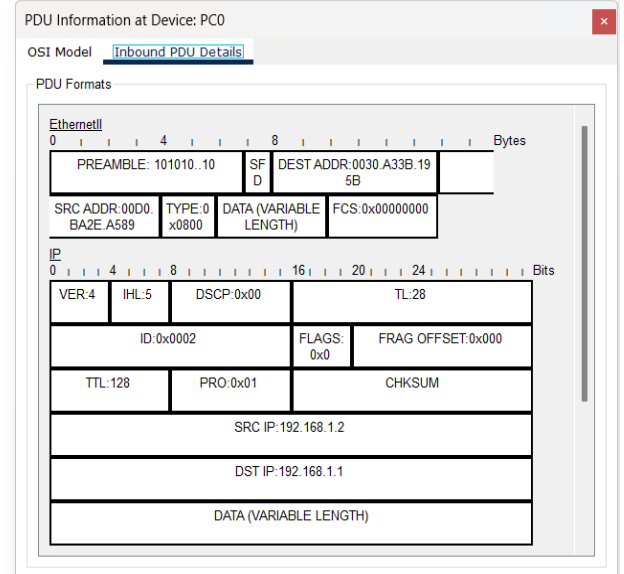 PDU Information at Device: PC0
×
OSI Model Inbound PDU Details
PDU Formats
EthernetII
0 4 8 Bytes
PREAMBLE: 101010..10 SF DEST ADDR:0030.A33B.19
D 5B
SRC ADDR:00D0. TYPE:0 DATA (VARIABLE FCS:0x00000000
BA2E.A589 x0800 LENGTH)
IP
0 4 8 16 20 24 Bits
VER:4 IHL:5 DSCP:0x00 TL:28
ID:0x0002 FLAGS: FRAG OFFSET:0x000
0x0
TTL:128 PRO:0x01 CHKSUM
SRC IP:192.168.1.2
DST IP:192.168.1.1
DATA (VARIABLE LENGTH)